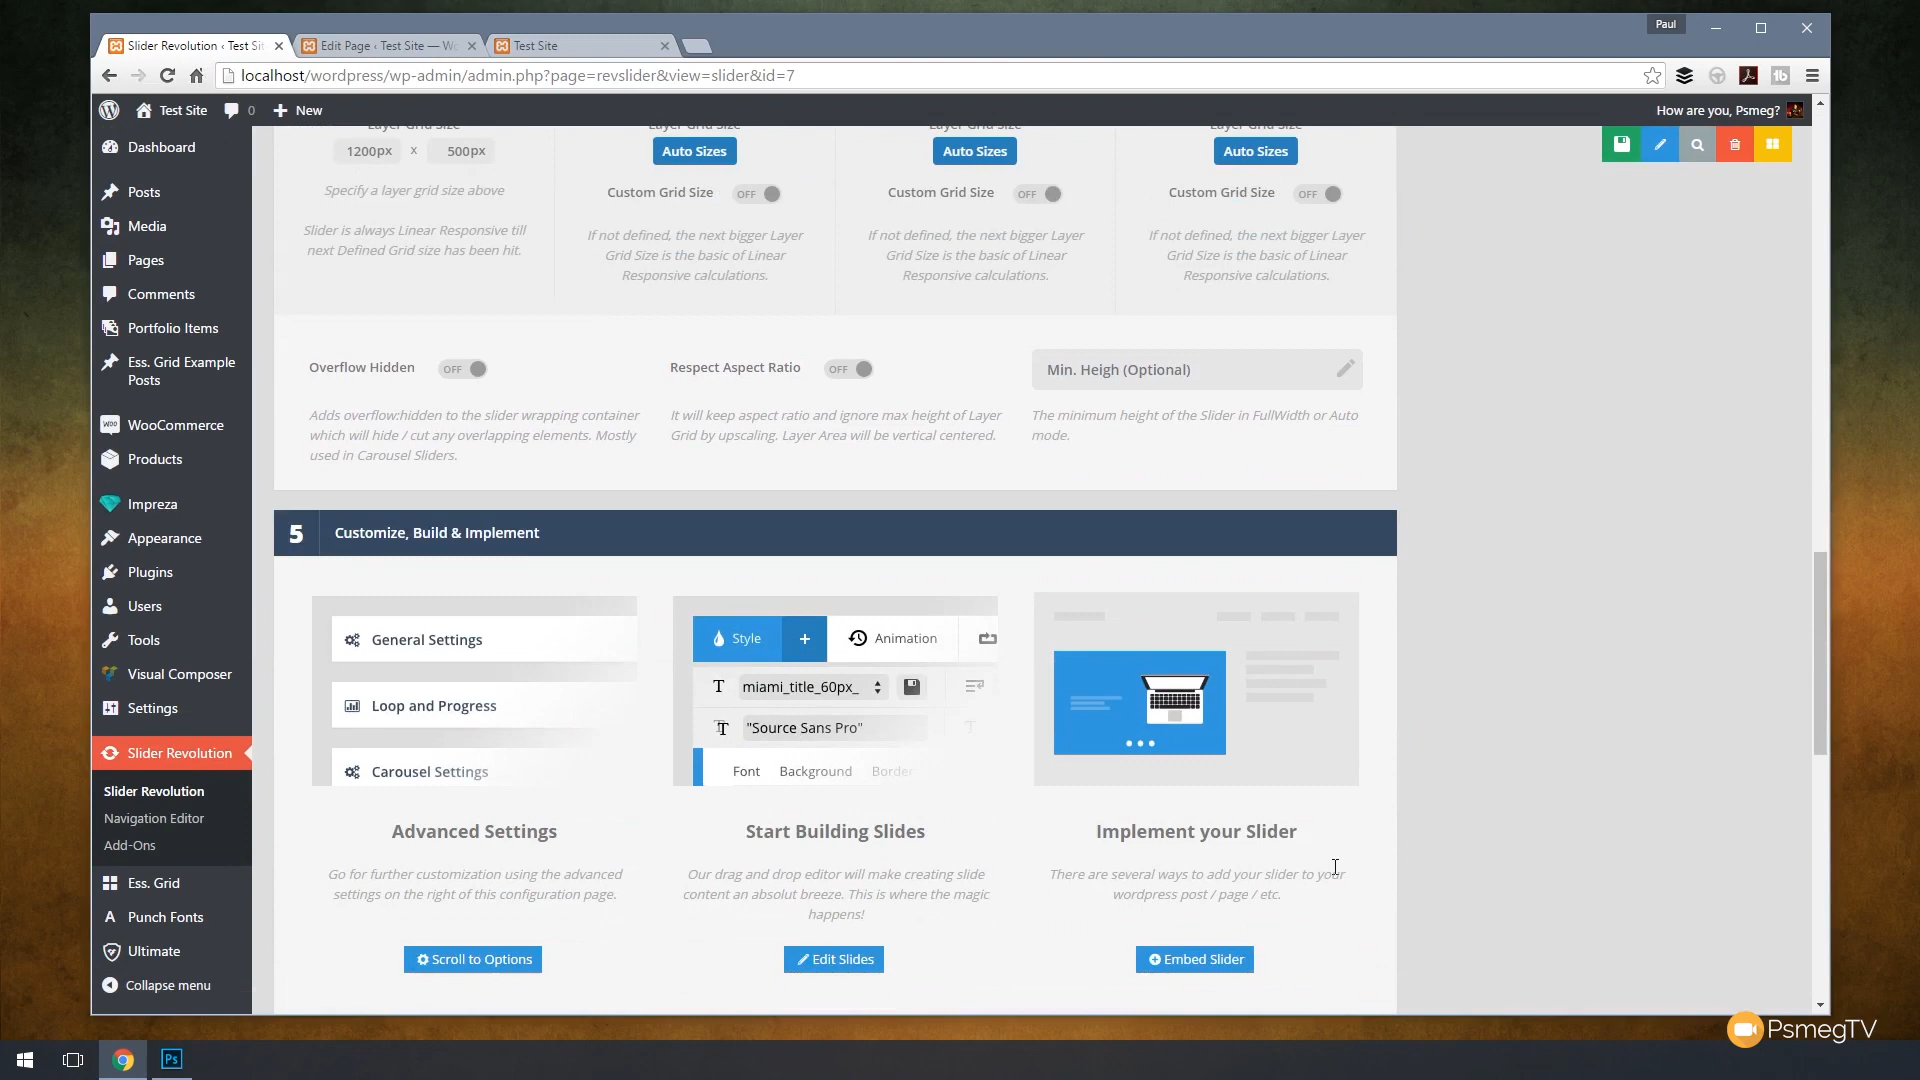 Paul
Slider Revolution ‹ Test Sit
Edit Page ‹ Test Site — Wo
Test Site
localhost/wordpress/wp-admin/admin.php?page=revslider&view=slider&id=7
Test Site
0
New
How are you, Psmeg?
Dashboard
Posts
Media
Pages
Comments
Portfolio Items
Ess. Grid Example
Posts
WooCommerce
Products
Impreza
Appearance
Plugins
Users
Tools
Visual Composer
Settings
Slider Revolution
Slider Revolution
Navigation Editor
Add-Ons
Ess. Grid
Punch Fonts
Ultimate
Collapse menu
Layer Grid Size
Layer Grid Size
Layer Grid Size
Layer Grid Size
1200px x 500px
Auto Sizes
Auto Sizes
Auto Sizes
Specify a layer grid size above
Custom Grid Size OFF
Custom Grid Size OFF
Custom Grid Size OFF
Slider is always Linear Responsive till
next Defined Grid size has been hit.
If not defined, the next bigger Layer
Grid Size is the basic of Linear
Responsive calculations.
If not defined, the next bigger Layer
Grid Size is the basic of Linear
Responsive calculations.
If not defined, the next bigger Layer
Grid Size is the basic of Linear
Responsive calculations.
Overflow Hidden OFF
Adds overflow:hidden to the slider wrapping container
which will hide / cut any overlapping elements. Mostly
used in Carousel Sliders.
Respect Aspect Ratio OFF
It will keep aspect ratio and ignore max height of Layer
Grid by upscaling. Layer Area will be vertical centered.
Min. Heigh (Optional)
The minimum height of the Slider in FullWidth or Auto
mode.
5 Customize, Build & Implement
General Settings
Loop and Progress
Carousel Settings
Style
+
Animation
miami_title_60px_
"Source Sans Pro"
Font Background Border
Advanced Settings
Go for further customization using the advanced
settings on the right of this configuration page.
Scroll to Options
Start Building Slides
Our drag and drop editor will make creating slide
content an absolut breeze. This is where the magic
happens!
Edit Slides
Implement your Slider
There are several ways to add your slider to your
wordpress post / page / etc.
Embed Slider
PsmegTV
Ps